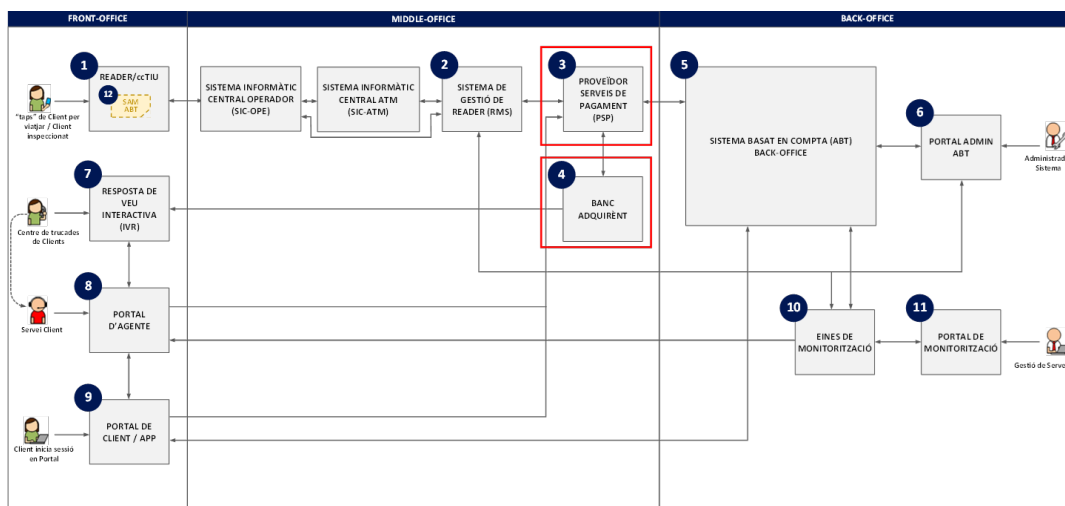 FRONT-OFFICE
MIDDLE-OFFICE
BACK-OFFICE
1
READER/ccTIU
12
SAM
ABT
"taps" de Client per
viatjar / Client
inspeccionat
SISTEMA INFORMÀTIC
CENTRAL OPERADOR
(SIC-OPE)
SISTEMA INFORMÀTIC
CENTRAL ATM
(SIC-ATM)
2
SISTEMA DE
GESTIÓ DE
READER (RMS)
3
PROVEÏDOR
SERVEIS DE
PAGAMENT
(PSP)
4
BANC
ADQUIRÈNT
5
SISTEMA BASAT EN COMPTA (ABT)
BACK-OFFICE
6
PORTAL ADMIN
ABT
Administrad
Sistema
7
RESPOSTA DE
VEU
INTERACTIVA
(IVR)
Centre de trucades
de Clients
8
PORTAL
D'AGENTE
Servei Client
9
PORTAL DE
CLIENT / APP
Client inicia sessió
en Portal
10
EINES DE
MONITORITZACIÓ
11
PORTAL DE
MONITORITZACIÓ
Gestió de Serve